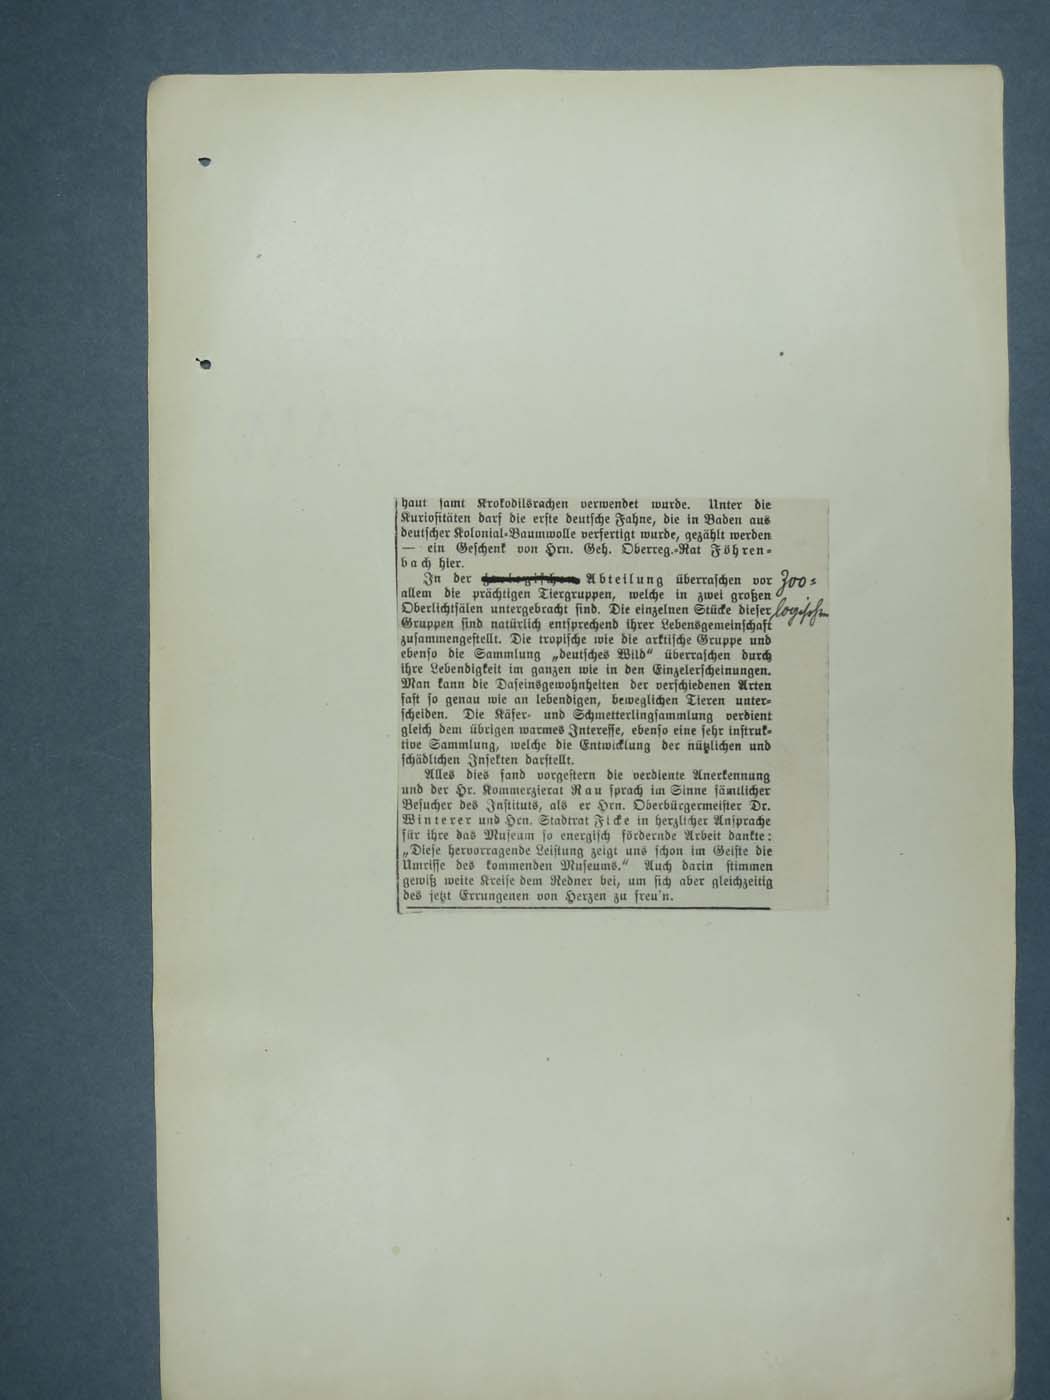 haut samt Krokodilsrachen verwendet wurde. Unter die
Kuriositäten darf die erste deutsche Fahne, die in Baden aus
deutscher Kolonial-Baumwolle verfertigt wurde, gezählt werden
— ein Geschenk von Hrn. Geh. Oberreg.-Rat Föhren-
bach hier.
In der geologischen Abteilung überraschen vor
zoo-
allem die prächtigen Tiergruppen, welche in zwei großen
Oberlichtsälen untergebracht sind. Die einzelnen Stücke dieser
logischen
Gruppen sind natürlich entsprechend ihrer Lebensgemeinschaft
zusammengestellt. Die tropische wie die arktische Gruppe und
ebenso die Sammlung „deutsches Wild“ überraschen durch
ihre Lebendigkeit im ganzen wie in den Einzelerscheinungen.
Man kann die Daseinsgewohnheiten der verschiedenen Arten
fast so genau wie an lebendigen, beweglichen Tieren unter-
scheiden. Die Käfer- und Schmetterlingsammlung verdient
gleich dem übrigen warmes Interesse, ebenso eine sehr instruk-
tive Sammlung, welche die Entwicklung der nützlichen und
schädlichen Insekten darstellt.
Alles dies fand vorgestern die verdiente Anerkennung
und der Hr. Kommerzierat Rau sprach im Sinne sämtlicher
Besucher des Instituts, als er Hrn. Oberbürgermeister Dr.
Winterer und Hrn. Stadtrat Ficke in herzlicher Ansprache
für ihre das Museum so energisch fördernde Arbeit dankte:
„Diese hervorragende Leistung zeigt uns schon im Geiste die
Umrisse des kommenden Museums.“ Auch darin stimmen
gewiß weite Kreise dem Redner bei, um sich aber gleichzeitig
des jetzt Errungenen von Herzen zu freu'n.